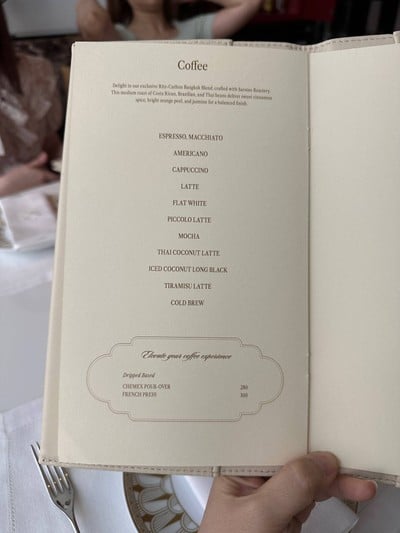 Coffee
Delight in our exclusive Ritz-Carlton Bangkok Blend, crafted with Sarnies Roastery.
This medium roast of Costa Rican, Brazilian, and Thai beans deliver sweet cinnamon
spice, bright orange peel, and jasmine for a balanced finish.
ESPRESSO, MACCHIATO
AMERICANO
CAPPUCCINO
LATTE
FLAT WHITE
PICCOLO LATTE
MOCHA
THAI COCONUT LATTE
ICED COCONUT LONG BLACK
TIRAMISU LATTE
COLD BREW
Elevate your coffee experience
Dripped Based
CHEMEX POUR-OVER 280
FRENCH PRESS